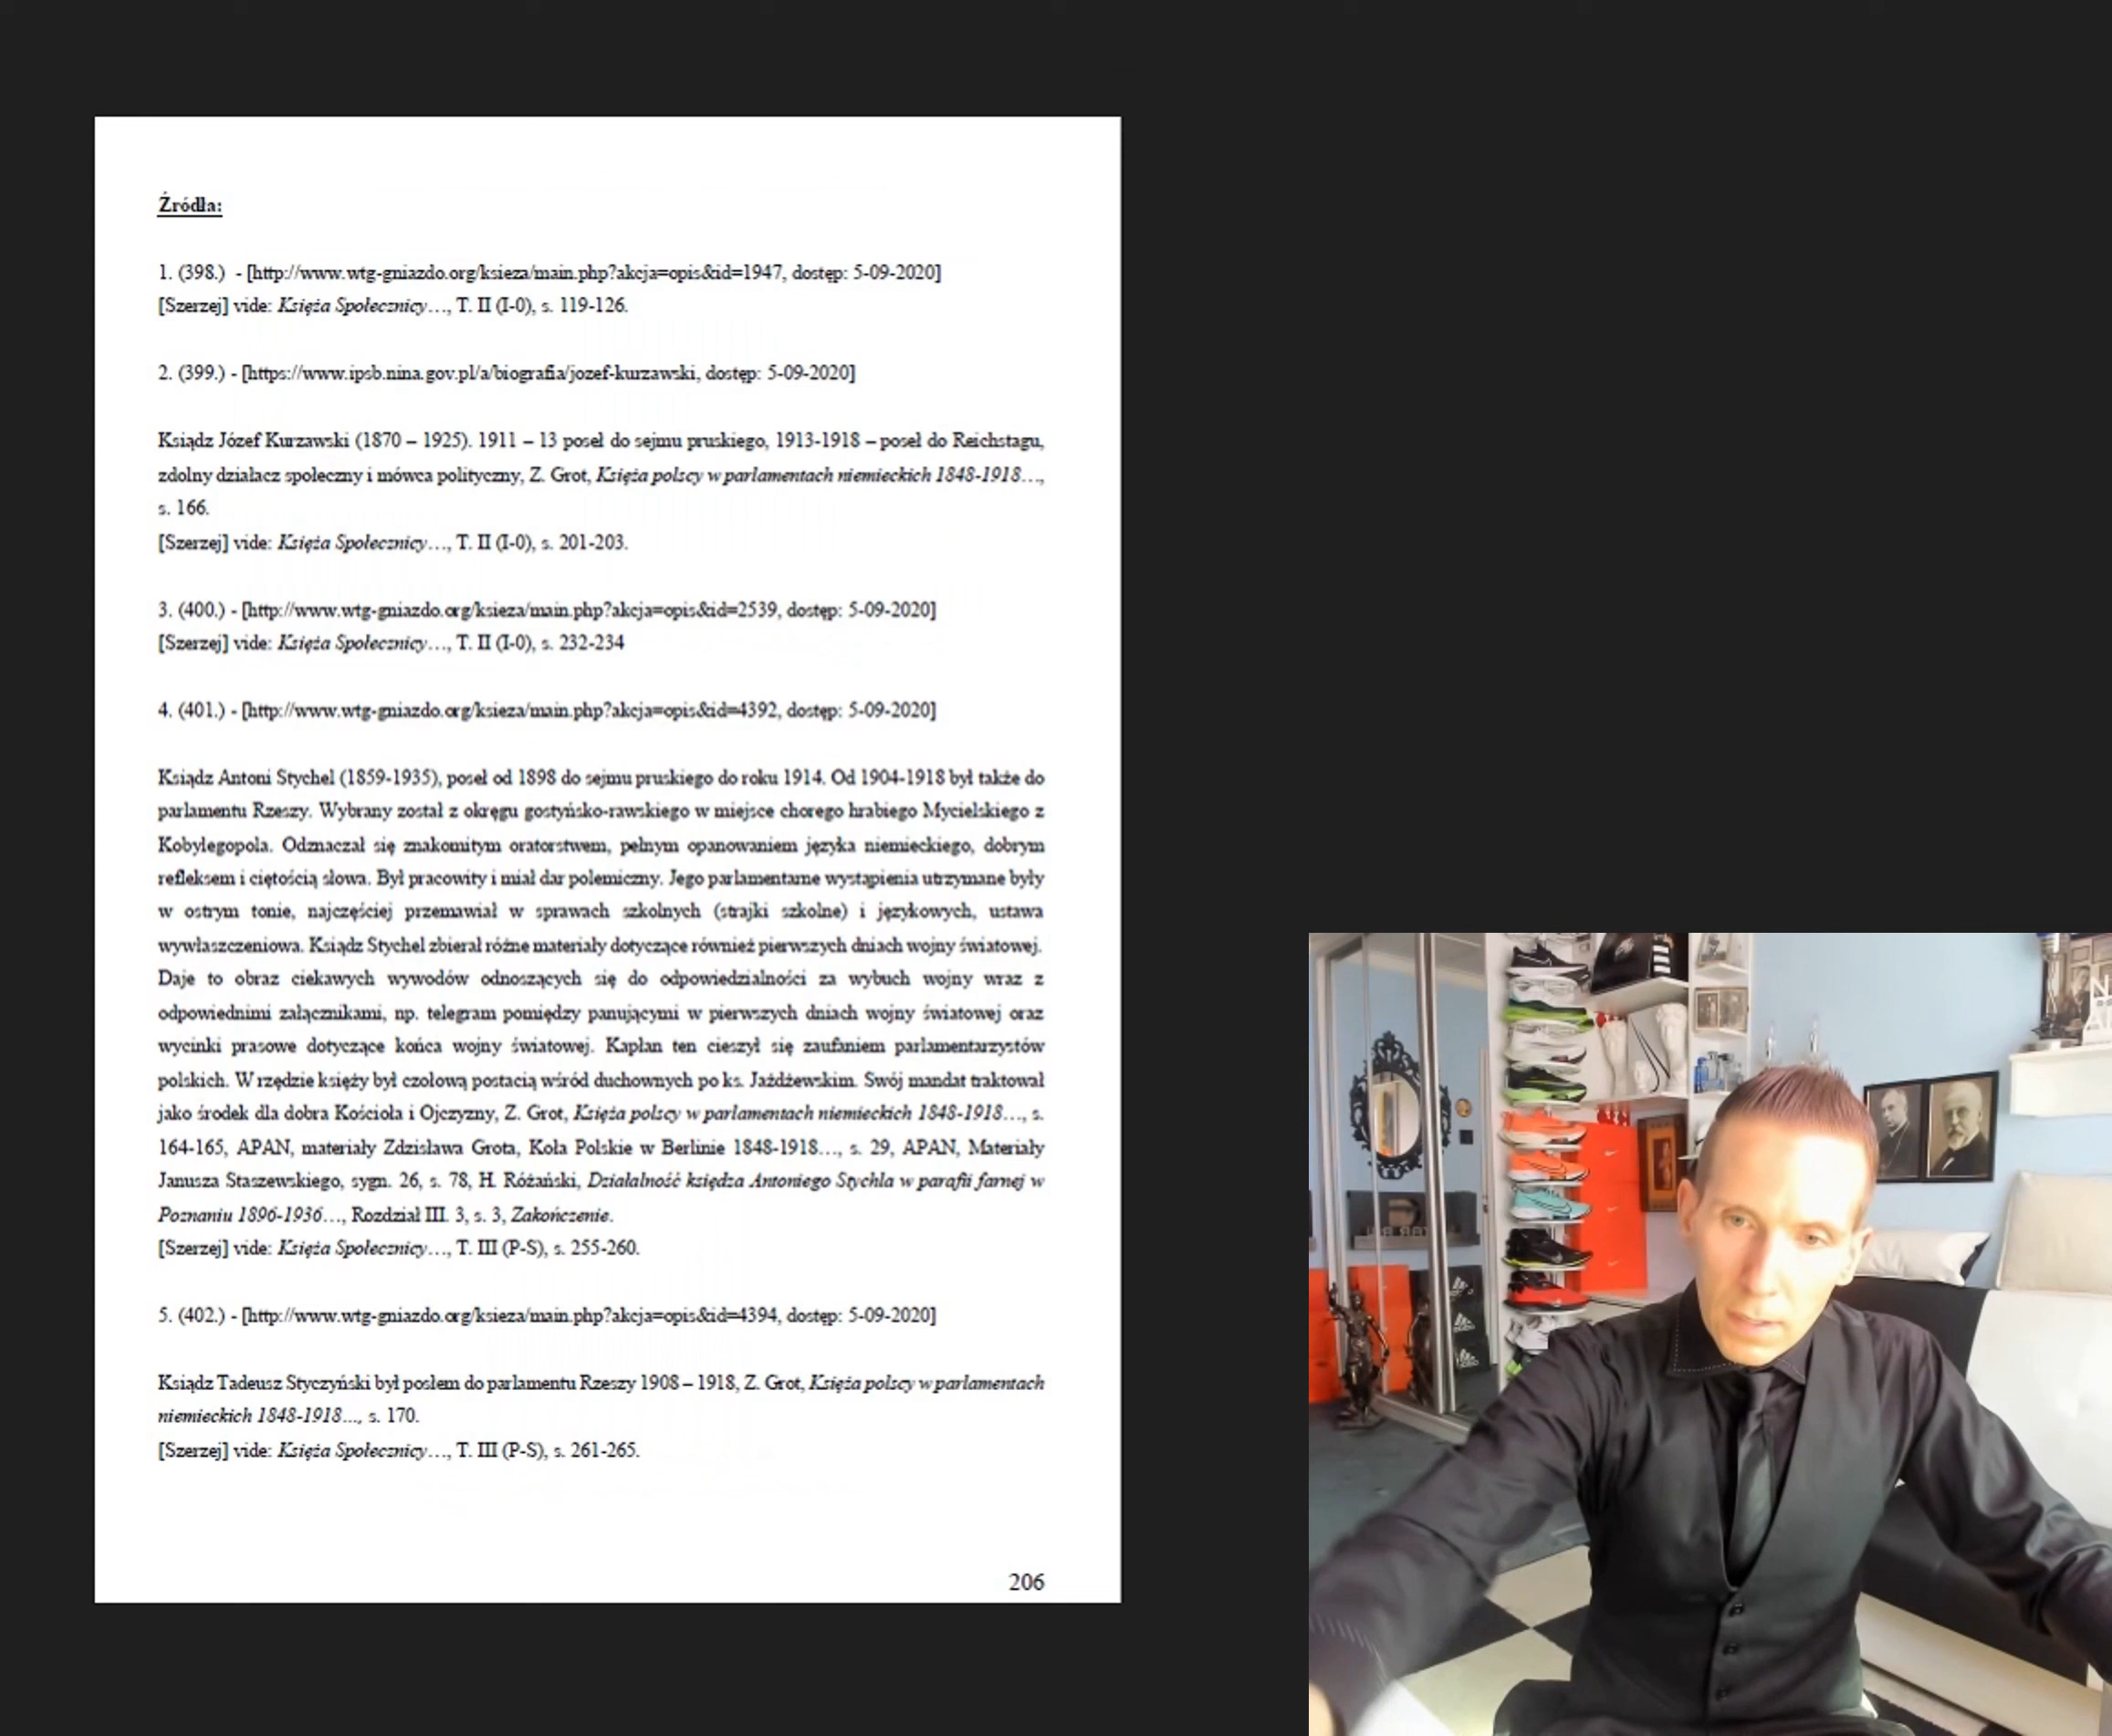 Źródła:
1. (398.) - [http://www.wtg-gniazdo.org/ksieza/main.php?akcja=opis&id=1947, dostęp: 5-09-2020]
[Szerzej] vide: Księża Społecznicy…, T. II (I-0), s. 119-126.
2. (399.) - [https://www.ipsb.nina.gov.pl/a/biografia/jozef-kurzawski, dostęp: 5-09-2020]
Ksiądz Józef Kurzawski (1870 – 1925). 1911 – 13 poseł do sejmu pruskiego, 1913-1918 – poseł do Reichstagu,
zdolny działacz społeczny i mówca polityczny, Z. Grot, Księża polscy w parlamentach niemieckich 1848-1918…,
s. 166.
[Szerzej] vide: Księża Społecznicy…, T. II (I-0), s. 201-203.
3. (400.) - [http://www.wtg-gniazdo.org/ksieza/main.php?akcja=opis&id=2539, dostęp: 5-09-2020]
[Szerzej] vide: Księża Społecznicy…, T. II (I-0), s. 232-234
4. (401.) - [http://www.wtg-gniazdo.org/ksieza/main.php?akcja=opis&id=4392, dostęp: 5-09-2020]
Ksiądz Antoni Stychel (1859-1935), poseł od 1898 do sejmu pruskiego do roku 1914. Od 1904-1918 był także do
parlamentu Rzeszy. Wybrany został z okręgu gostyńsko-rawskiego w miejsce chorego hrabiego Mycielskiego z
Kobylegopola. Odznaczał się znakomitym oratorstwem, pełnym opanowaniem języka niemieckiego, dobrym
refleksem i ciętością słowa. Był pracowity i miał dar polemiczny. Jego parlamentarne wystąpienia utrzymane były
w ostrym tonie, najczęściej przemawiał w sprawach szkolnych (strajki szkolne) i językowych, ustawa
wywłaszczeniowa. Ksiądz Stychel zbierał różne materiały dotyczące również pierwszych dniach wojny światowej.
Daje to obraz ciekawych wywodów odnoszących się do odpowiedzialności za wybuch wojny wraz z
odpowiednimi załącznikami, np. telegram pomiędzy panującymi w pierwszych dniach wojny światowej oraz
wycinki prasowe dotyczące końca wojny światowej. Kapłan ten cieszył się zaufaniem parlamentarzystów
polskich. W rzędzie księży był czołową postacią wśród duchownych po ks. Jażdżewskim. Swój mandat traktował
jako środek dla dobra Kościoła i Ojczyzny, Z. Grot, Księża polscy w parlamentach niemieckich 1848-1918…, s.
164-165, APAN, materiały Zdzisława Grota, Koła Polskie w Berlinie 1848-1918…, s. 29, APAN, Materiały
Janusza Staszewskiego, sygn. 26, s. 78, H. Różański, Działalność księdza Antoniego Stychla w parafii farnej w
Poznaniu 1896-1936…, Rozdział III. 3, s. 3, Zakończenie.
[Szerzej] vide: Księża Społecznicy…, T. III (P-S), s. 255-260.
5. (402.) - [http://www.wtg-gniazdo.org/ksieza/main.php?akcja=opis&id=4394, dostęp: 5-09-2020]
Ksiądz Tadeusz Styczyński był posłem do parlamentu Rzeszy 1908 – 1918, Z. Grot, Księża polscy w parlamentach
niemieckich 1848-1918..., s. 170.
[Szerzej] vide: Księża Społecznicy…, T. III (P-S), s. 261-265.
206